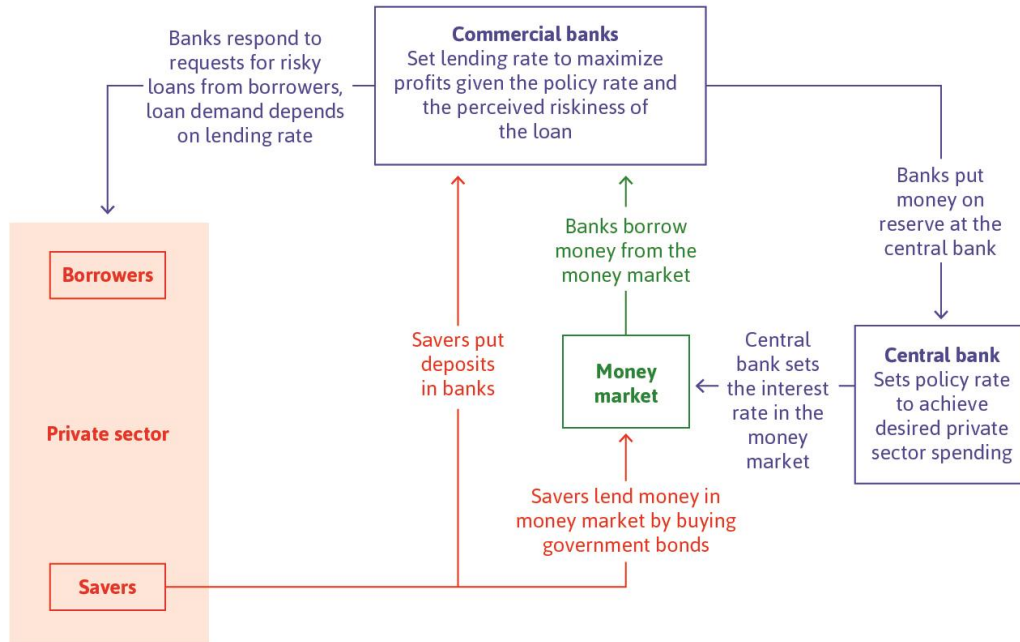 Commercial banks
Set lending rate to maximize
profits given the policy rate and
the perceived riskiness of
the loan
Banks respond to
requests for risky
loans from borrowers,
loan demand depends
on lending rate
Banks put
money on
reserve at the
central bank
Banks borrow
money from the
money market
Borrowers
Savers put
deposits
in banks
Money
market
Central
bank sets
the interest
rate in the
money
market
Central bank
Sets policy rate
to achieve
desired private
sector spending
Private sector
Savers lend money in
money market by buying
government bonds
Savers